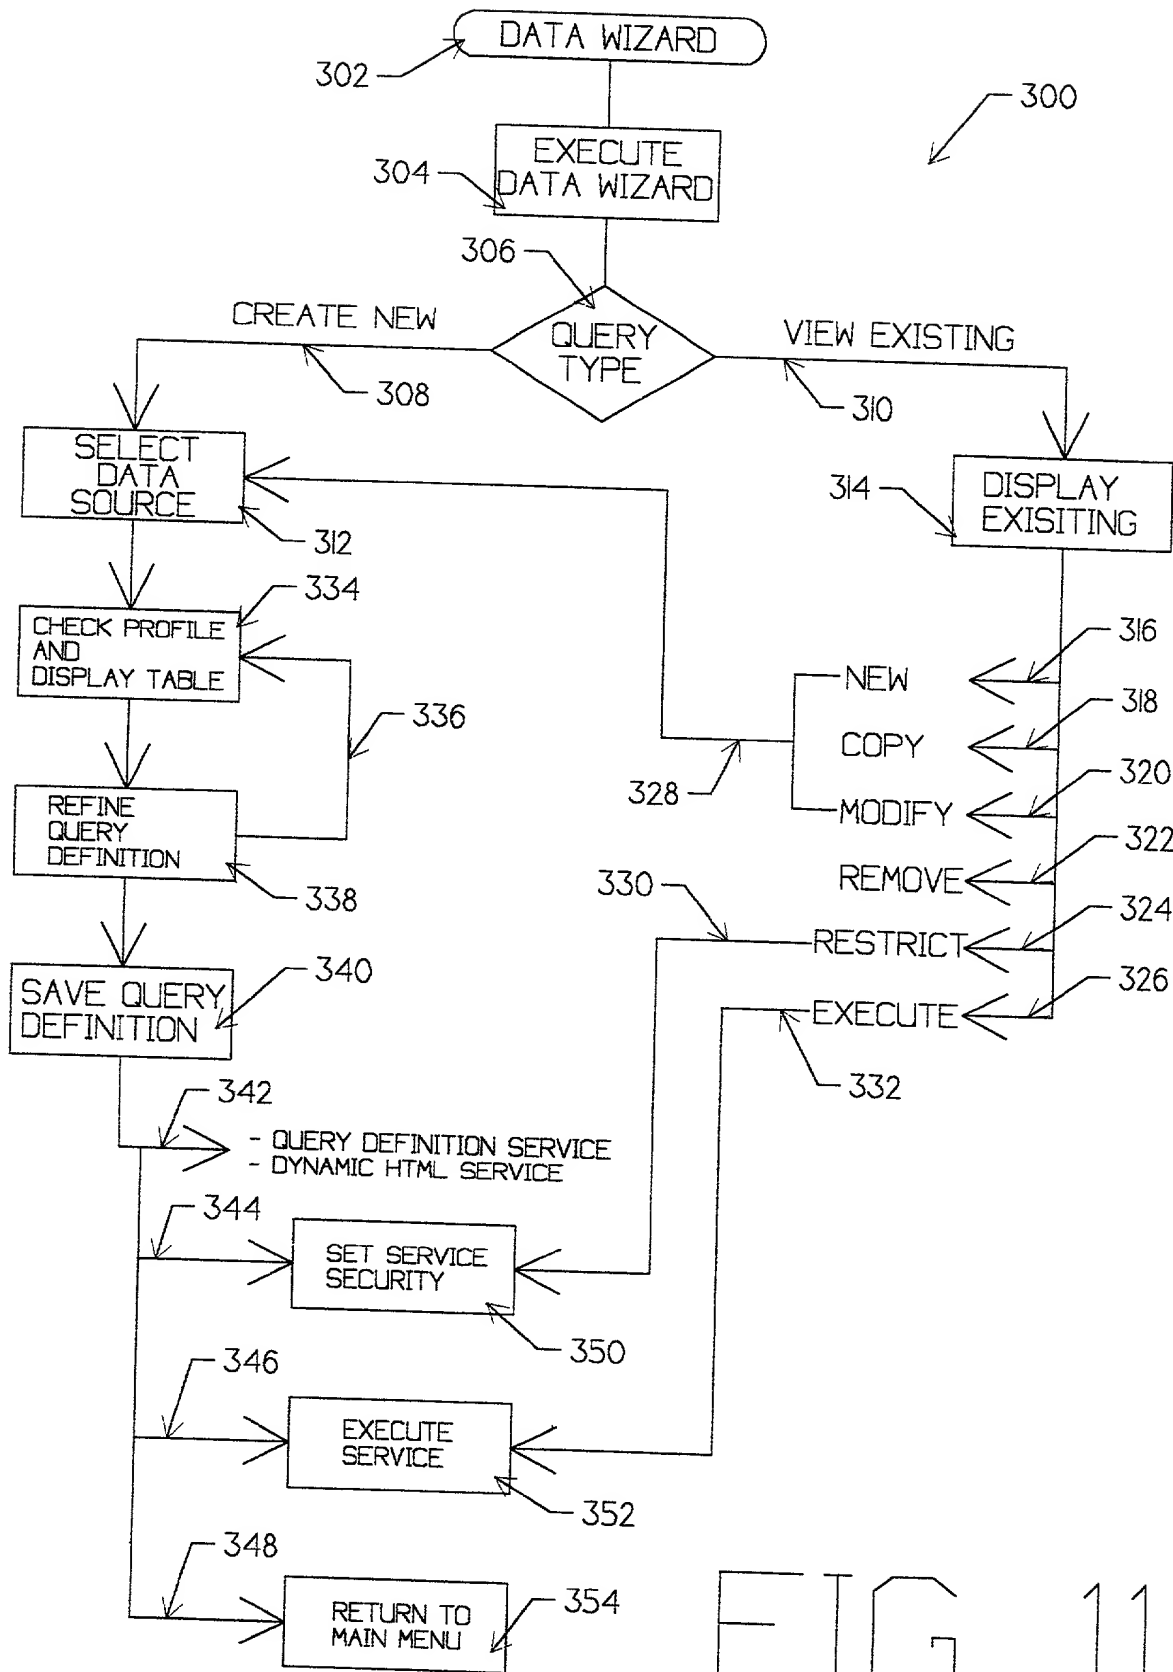 DATA WIZARD
302
300
EXECUTE
DATA WIZARD
304
306
CREATE NEW
QUERY
TYPE
VIEW EXISTING
308
310
SELECT
DATA
SOURCE
312
314
DISPLAY
EXISITING
334
CHECK PROFILE
AND
DISPLAY TABLE
316
NEW
336
318
COPY
328
320
MODIFY
REFINE
QUERY
DEFINITION
338
322
REMOVE
330
324
RESTRICT
340
SAVE QUERY
DEFINITION
326
EXECUTE
332
342
- QUERY DEFINITION SERVICE
- DYNAMIC HTML SERVICE
344
SET SERVICE
SECURITY
350
346
EXECUTE
SERVICE
352
348
RETURN TO
MAIN MENU
354
FIG 11